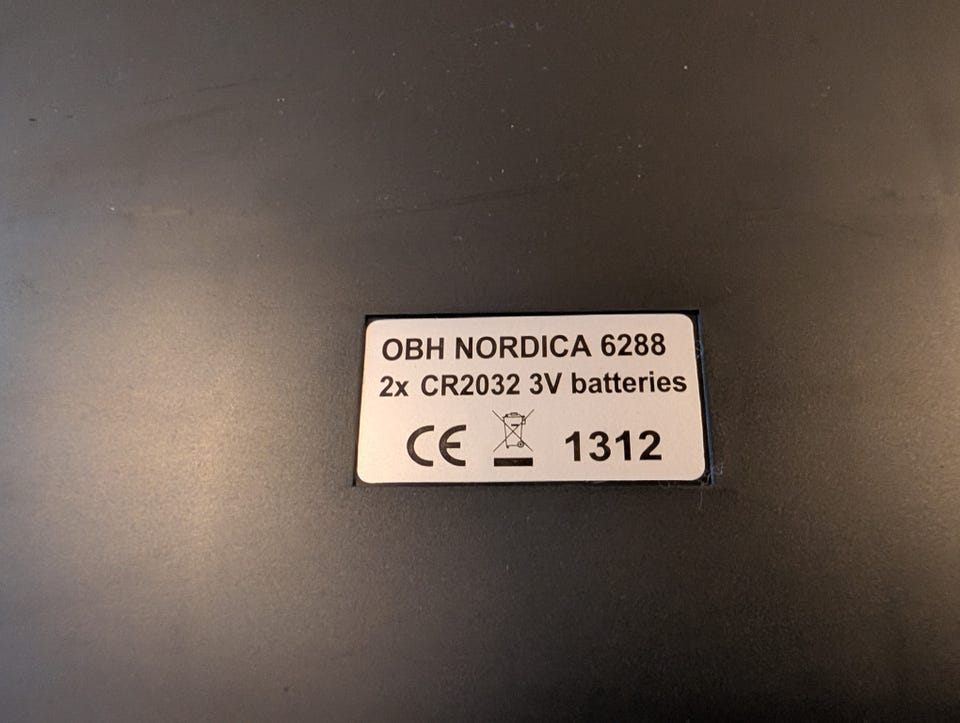 OBH NORDICA 6288
2x CR2032 3V batteries
CE 1312